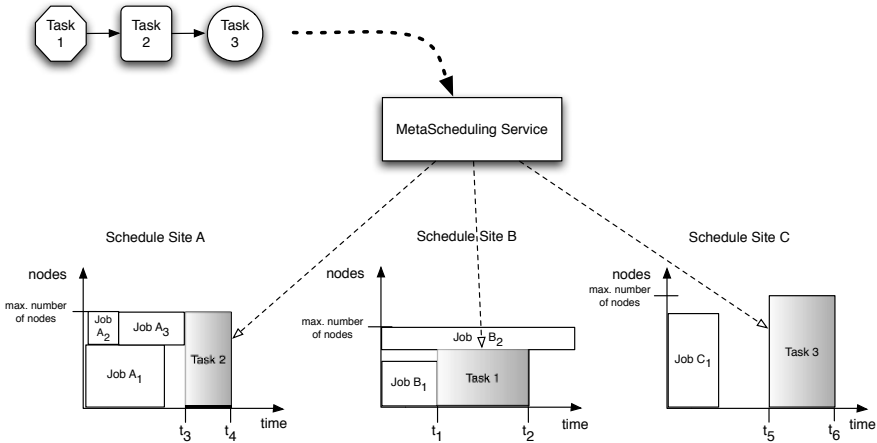 Task
1
Task
2
Task
3
MetaScheduling Service
Schedule Site A
nodes
max. number
of nodes
Job
A2
Job A3
Job A1
Task 2
t3
t4
time
Schedule Site B
nodes
max. number
of nodes
Job B2
Job B1
Task 1
t1
t2
time
Schedule Site C
nodes
max. number
of nodes
Job C1
Task 3
t5
t6
time